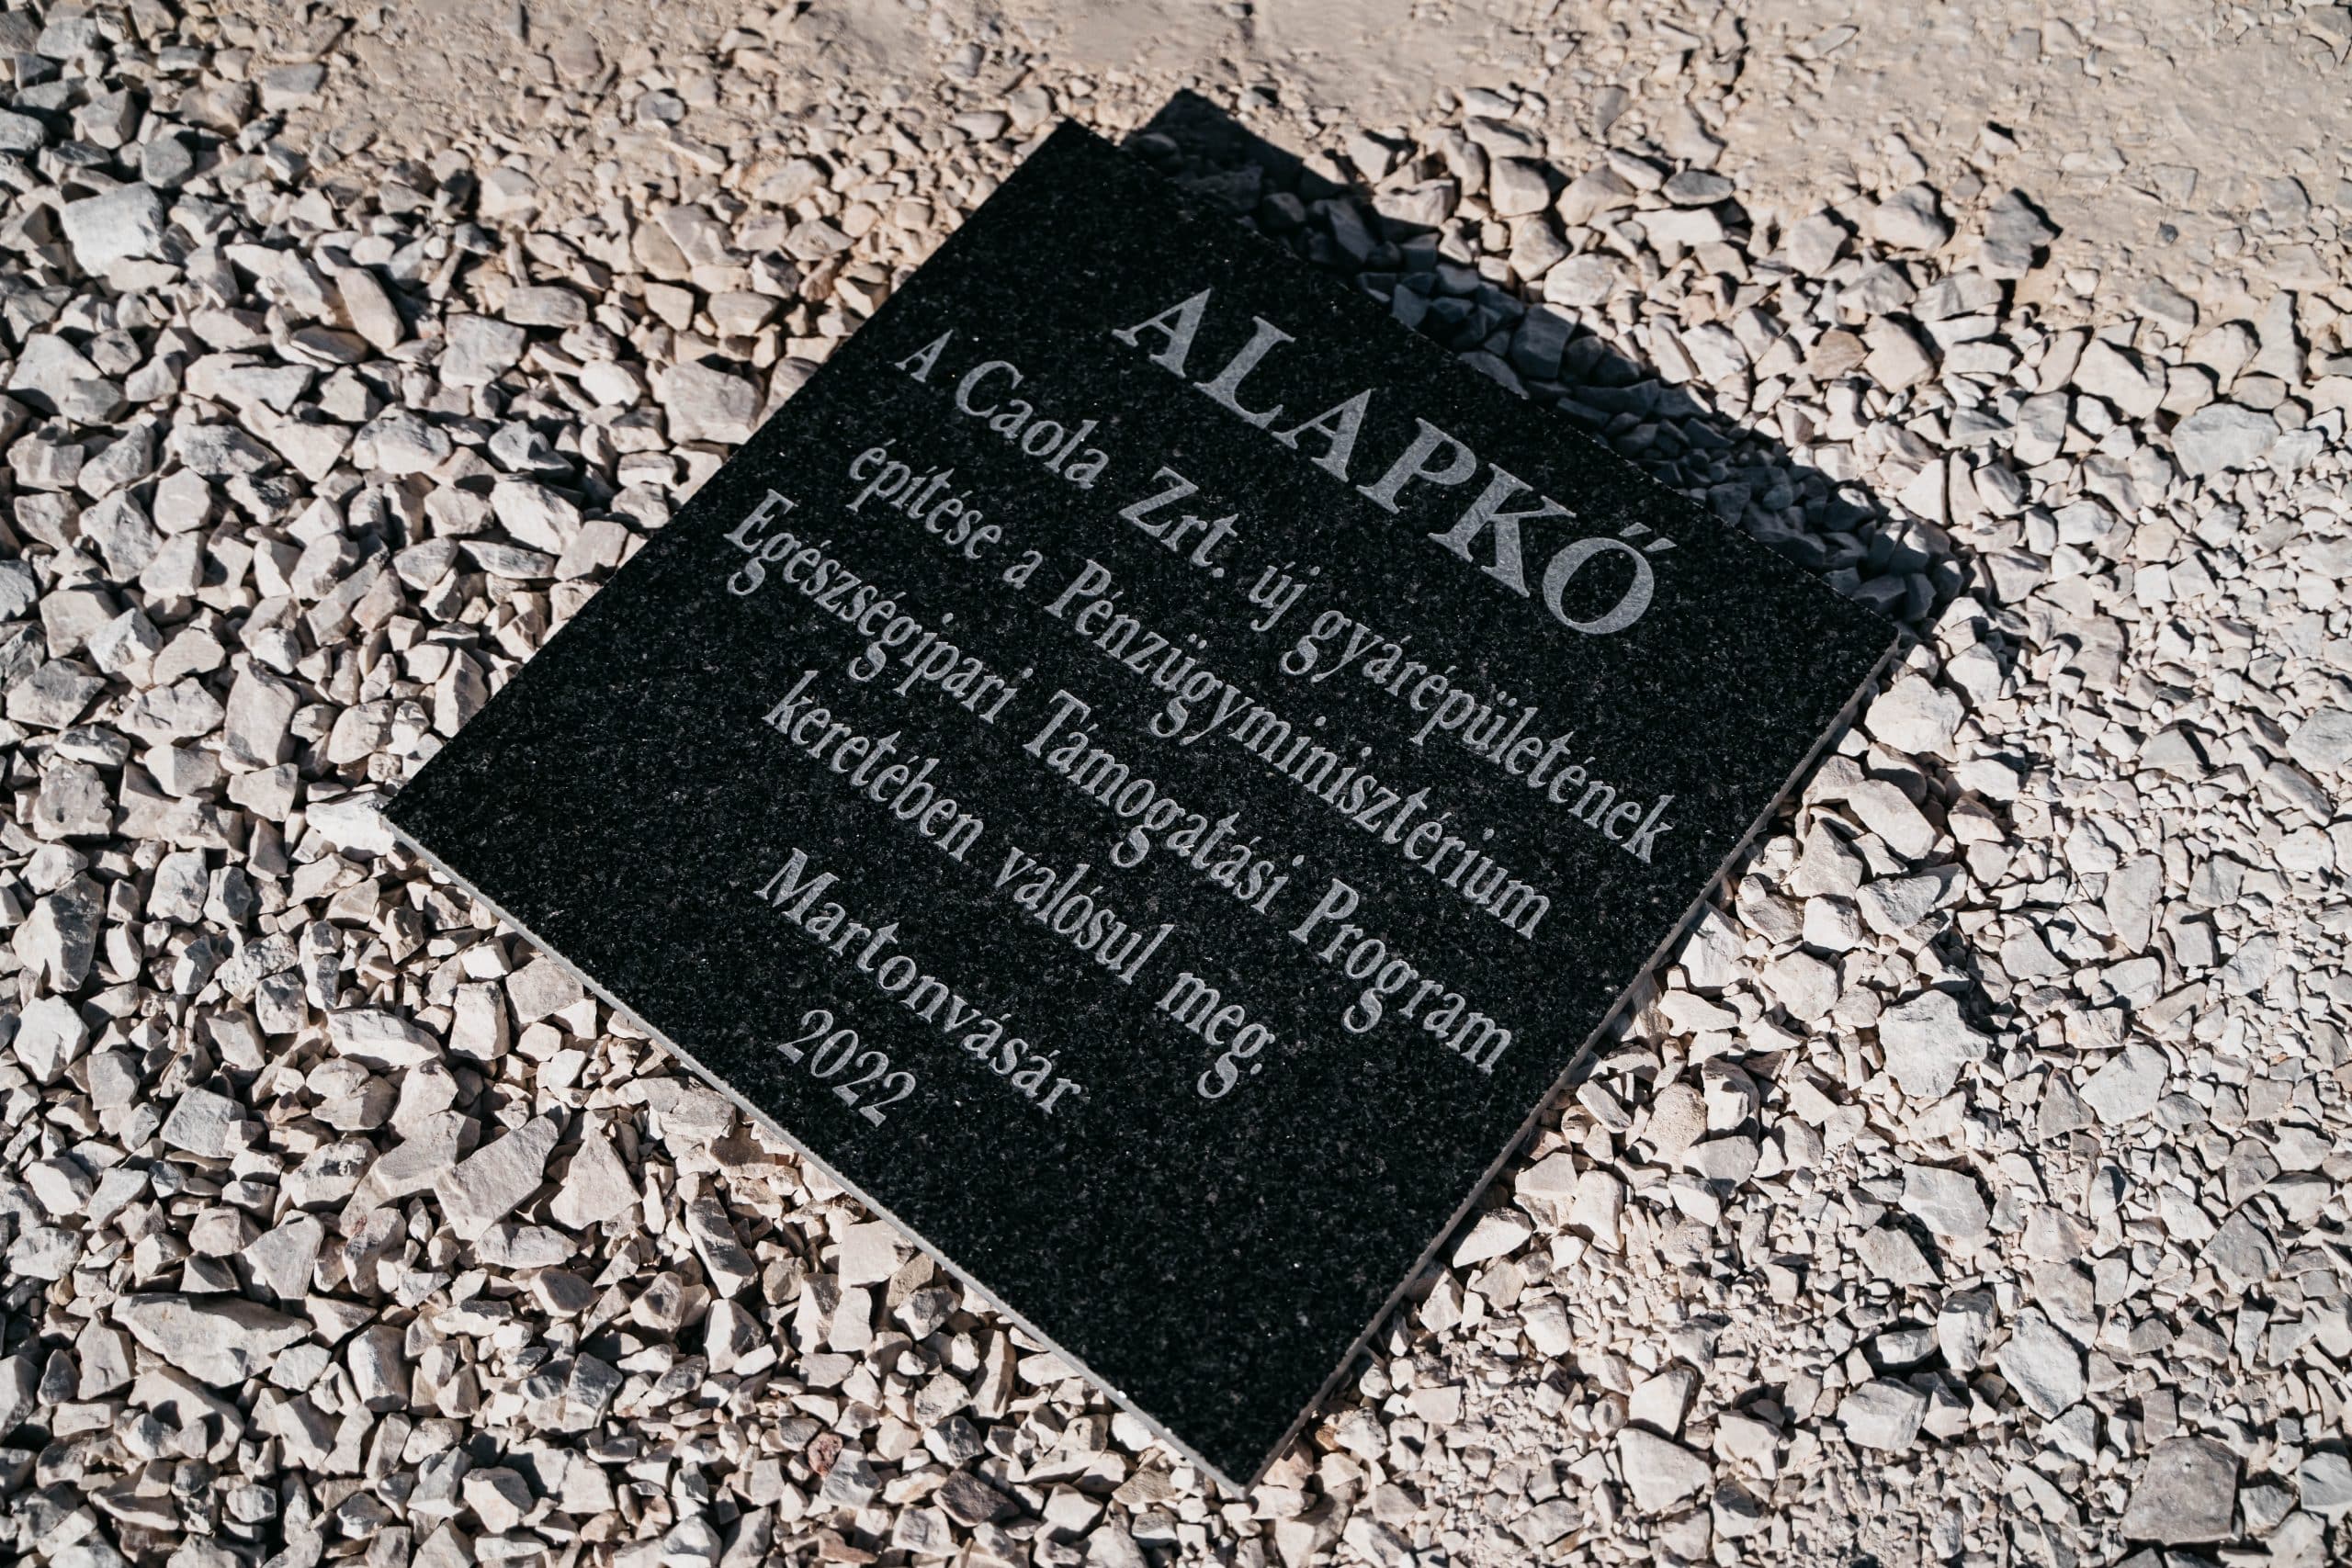 ALAPKŐ
A Caola Zrt. új gyárépületének
építése a Pénzügyminisztérium
Egészségipari Támogatási Program
keretében valósul meg.
Martonvásár
2022